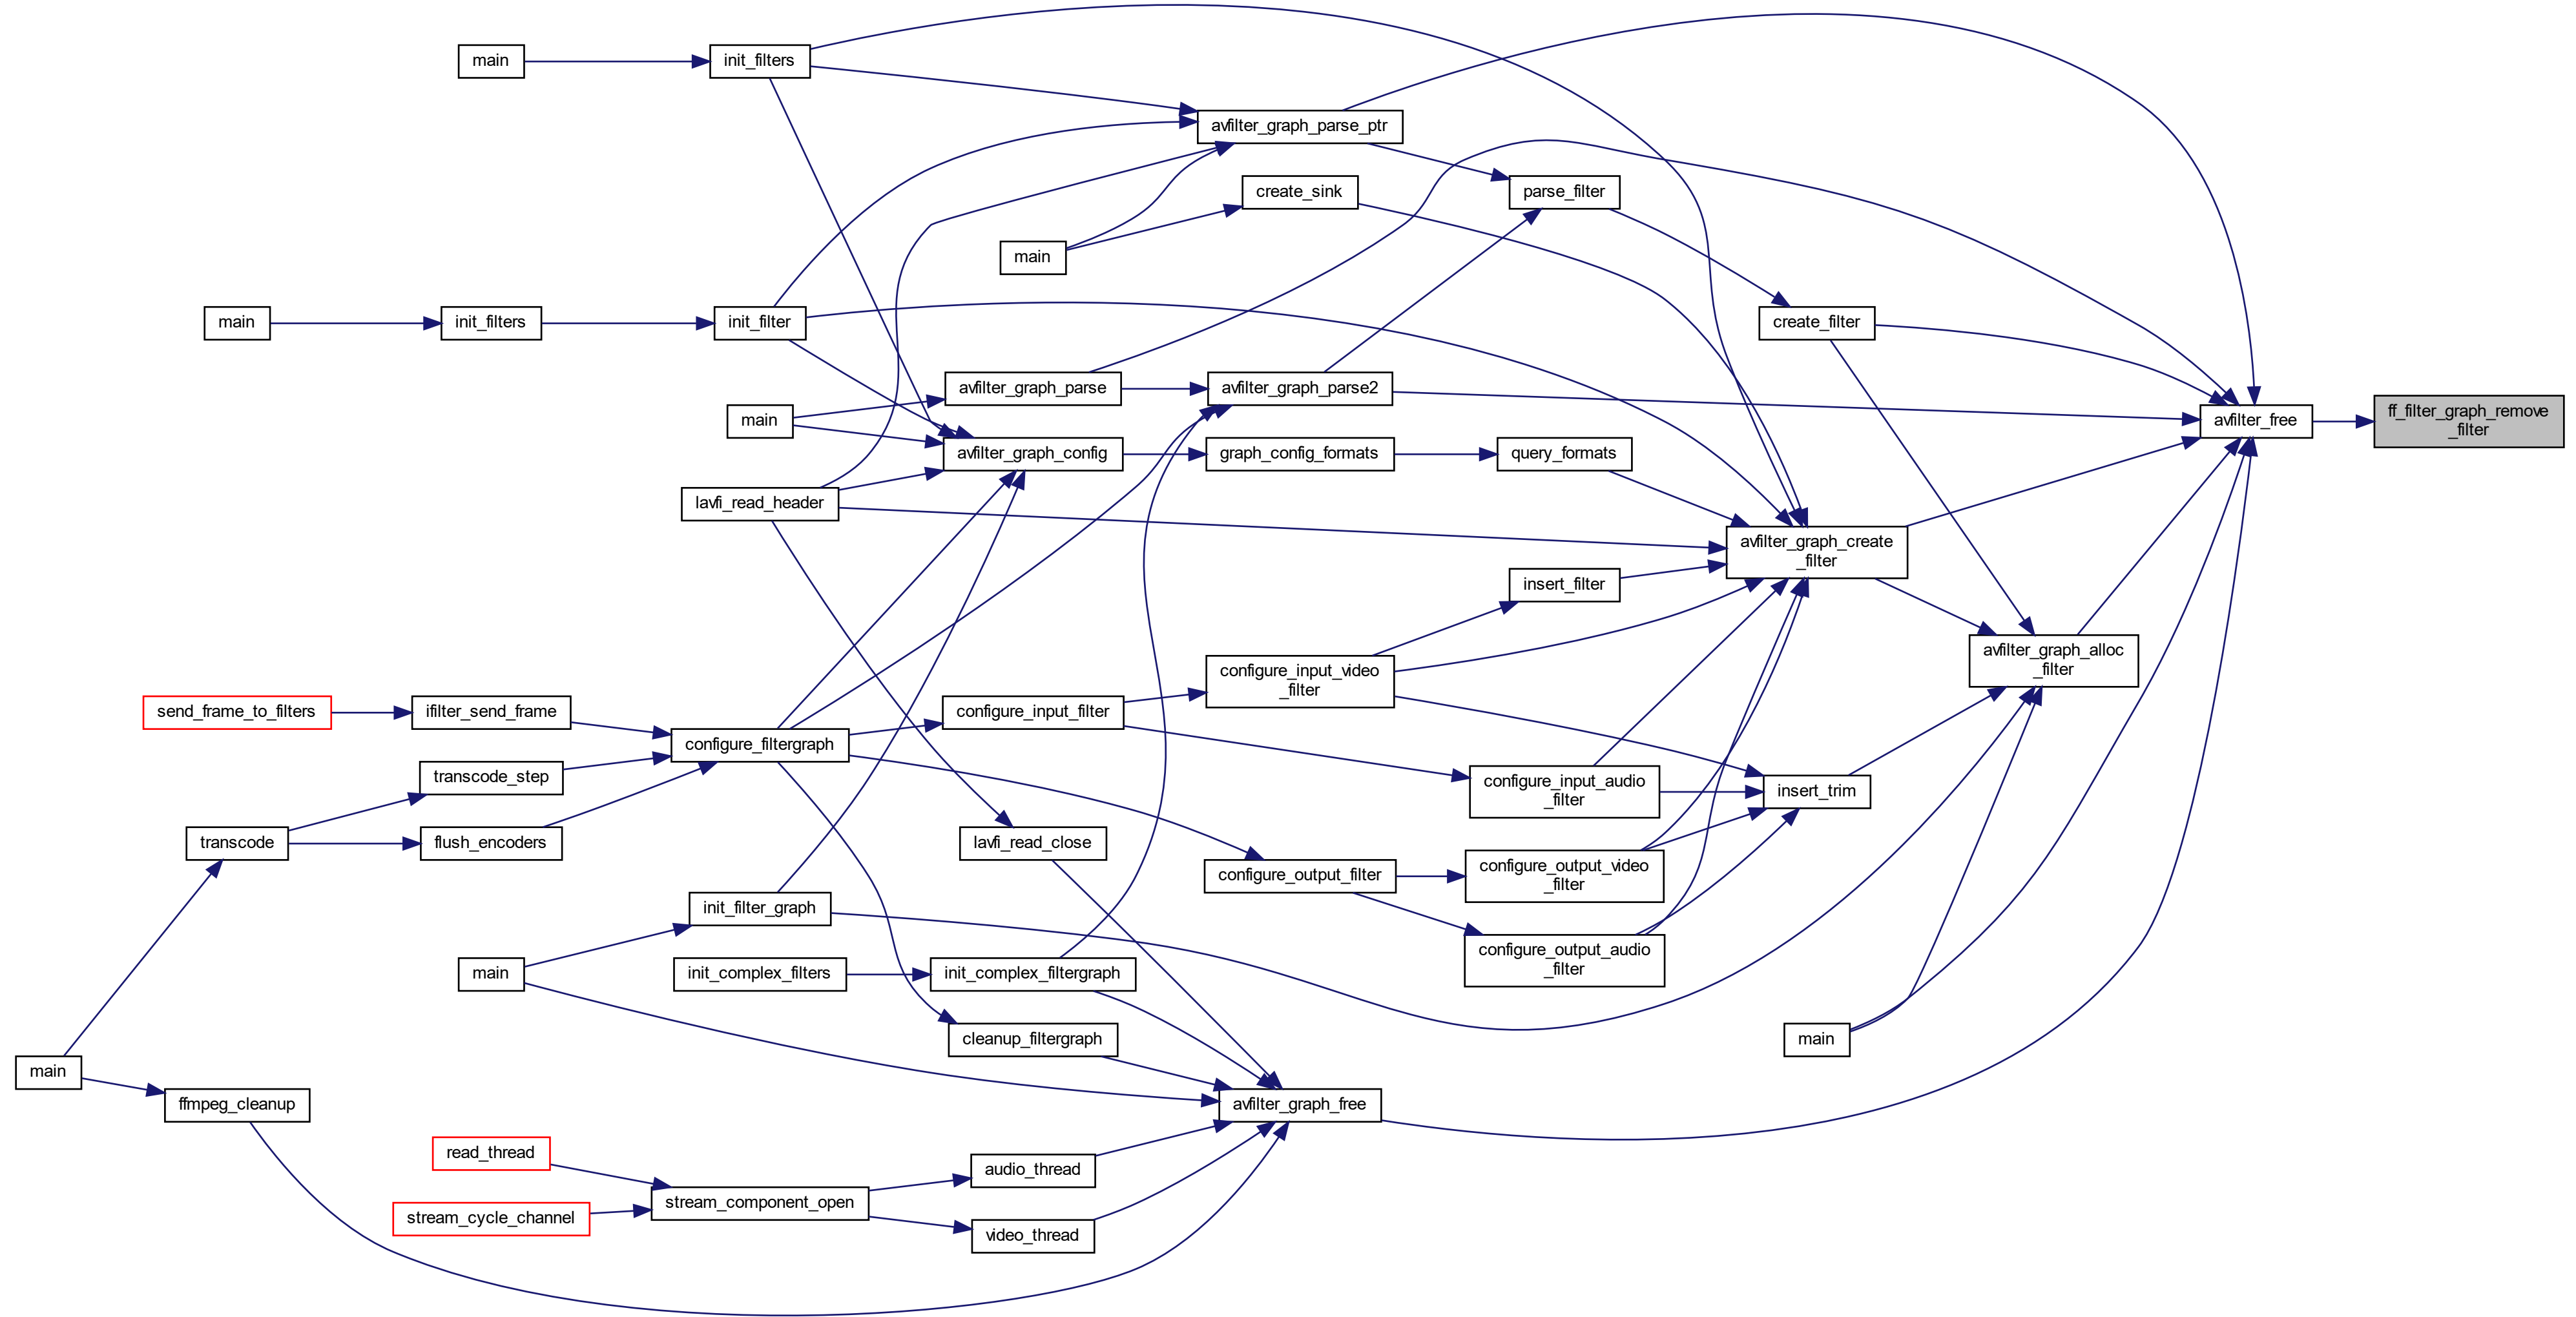 main
init_filters
avfilter_graph_parse_ptr
create_sink
parse_filter
main
main
init_filters
init_filter
create_filter
avfilter_graph_parse
avfilter_graph_parse2
main
avfilter_free
ff_filter_graph_remove
_filter
avfilter_graph_config
graph_config_formats
query_formats
lavfi_read_header
avfilter_graph_create
_filter
insert_filter
configure_input_video
_filter
avfilter_graph_alloc
_filter
send_frame_to_filters
ifilter_send_frame
configure_input_filter
configure_filtergraph
transcode_step
configure_input_audio
_filter
insert_trim
transcode
flush_encoders
lavfi_read_close
configure_output_filter
configure_output_video
_filter
init_filter_graph
configure_output_audio
_filter
main
init_complex_filters
init_complex_filtergraph
cleanup_filtergraph
main
main
ffmpeg_cleanup
avfilter_graph_free
read_thread
audio_thread
stream_component_open
stream_cycle_channel
video_thread